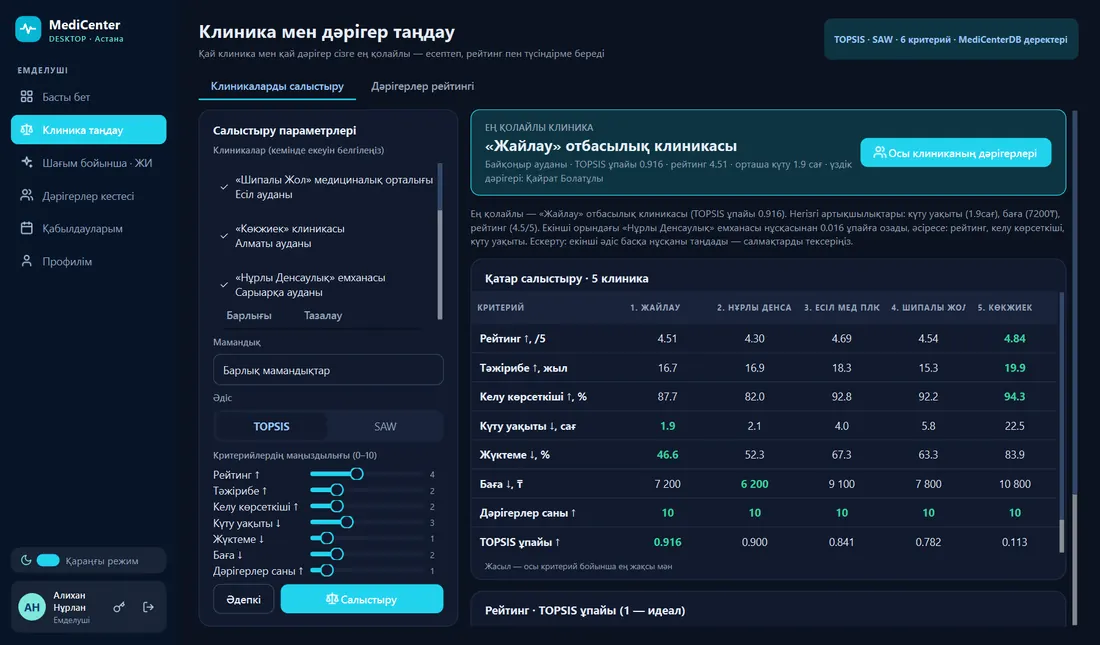 MediCenter
DESKTOP · Астана
ЕМДЕЛУШІ
Басты бет
Клиника таңдау
Шағым бойынша · ЖИ
Дәрігерлер кестесі
Қабылдауларым
Профилім
Қараңғы режим
АН
Алихан
Нұрлан
Емделуші
Клиника мен дәрігер таңдау
Қай клиника мен қай дәрігер сізге ең қолайлы — есептеп, рейтинг пен түсіндірме береді
TOPSIS · SAW · 6 критерий · MediCenterDB деректері
Клиникаларды салыстыру
Дәрігерлер рейтингі
Салыстыру параметрлері
Клиникалар (кемінде екеуін белгілеңіз)
«Шипалы Жол» медициналық орталығы
Есіл ауданы
«Көкжиек» клиникасы
Алматы ауданы
«Нұрлы Денсаулық» емханасы
Сарыарқа ауданы
Барлығы Тазалау
Мамандық
Барлық мамандықтар
Әдіс
TOPSIS SAW
Критерийлердің маңыздылығы (0–10)
Рейтинг ↑ 4
Тәжірибе ↑ 2
Келу көрсеткіші ↑ 2
Күту уақыты ↓ 3
Жүктеме ↓ 1
Баға ↓ 2
Дәрігерлер саны ↑ 1
Әдепкі Салыстыру
ЕҢ ҚОЛАЙЛЫ КЛИНИКА
«Жайлау» отбасылық клиникасы
Байқоңыр ауданы · TOPSIS ұпайы 0.916 · рейтинг 4.51 · орташа күту 1.9 сағ · үздік
дәрігері: Қайрат Болатұлы
Осы клиниканың дәрігерлері
Ең қолайлы — «Жайлау» отбасылық клиникасы (TOPSIS ұпайы 0.916). Негізгі артықшылықтары: күту уақыты (1.9сағ), баға (7200₸),
рейтинг (4.5/5). Екінші орындағы «Нұрлы Денсаулық» емханасы нұсқасынан 0.016 ұпайға озады, әсіресе: рейтинг, келу көрсеткіші,
күту уақыты. Ескерту: екінші әдіс басқа нұсқаны таңдады — салмақтарды тексеріңіз.
Қатар салыстыру · 5 клиника
КРИТЕРИЙ 1. ЖАЙЛАУ 2. НҰРЛЫ ДЕНСА 3. ЕСІЛ МЕД ПЛК 4. ШИПАЛЫ ЖОЛ 5. КӨКЖИЕК
Рейтинг ↑, /5 4.51 4.30 4.69 4.54 4.84
Тәжірибе ↑, жыл 16.7 16.9 18.3 15.3 19.9
Келу көрсеткіші ↑, % 87.7 82.0 92.8 92.2 94.3
Күту уақыты ↓, сағ 1.9 2.1 4.0 5.8 22.5
Жүктеме ↓, % 46.6 52.3 67.3 63.3 83.9
Баға ↓, ₸ 7 200 6 200 9 100 7 800 10 800
Дәрігерлер саны ↑ 10 10 10 10 10
TOPSIS ұпайы ↑ 0.916 0.900 0.841 0.782 0.113
Жасыл — осы критерий бойынша ең жақсы мән
Рейтинг · TOPSIS ұпайы (1 — идеал)